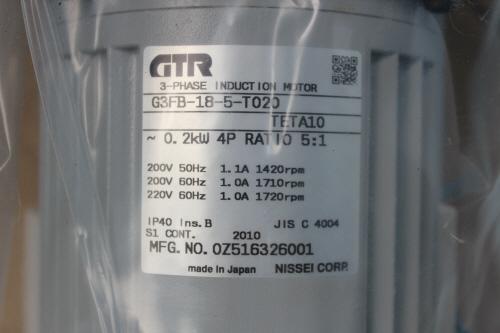 GTR
3-PHASE INDUCTION MOTOR
G3FB-18-5-T020
TETA10
~ 0.2kW 4P RATIO 5:1
200V 50Hz 1.1A 1420rpm
200V 60Hz 1.0A 1710rpm
220V 60Hz 1.0A 1720rpm
IP40 Ins.B JIS C 4004
S1 CONT. 2010
MFG. NO. 0Z516326001
made in Japan NISSEI CORP.